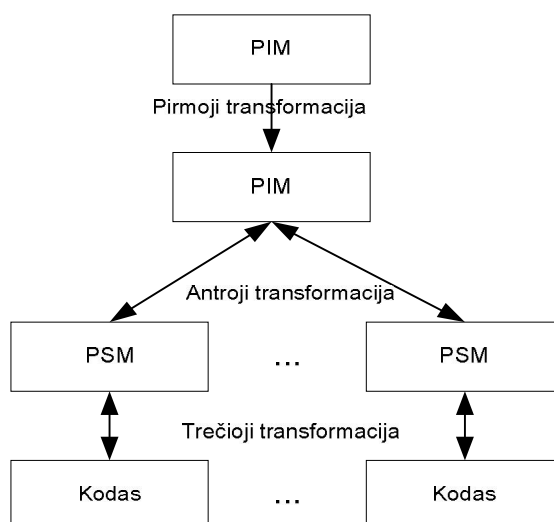 PIM
Pirmoji transformacija
PIM
Antroji transformacija
PSM ... PSM
Trečioji transformacija
Kodas ... Kodas